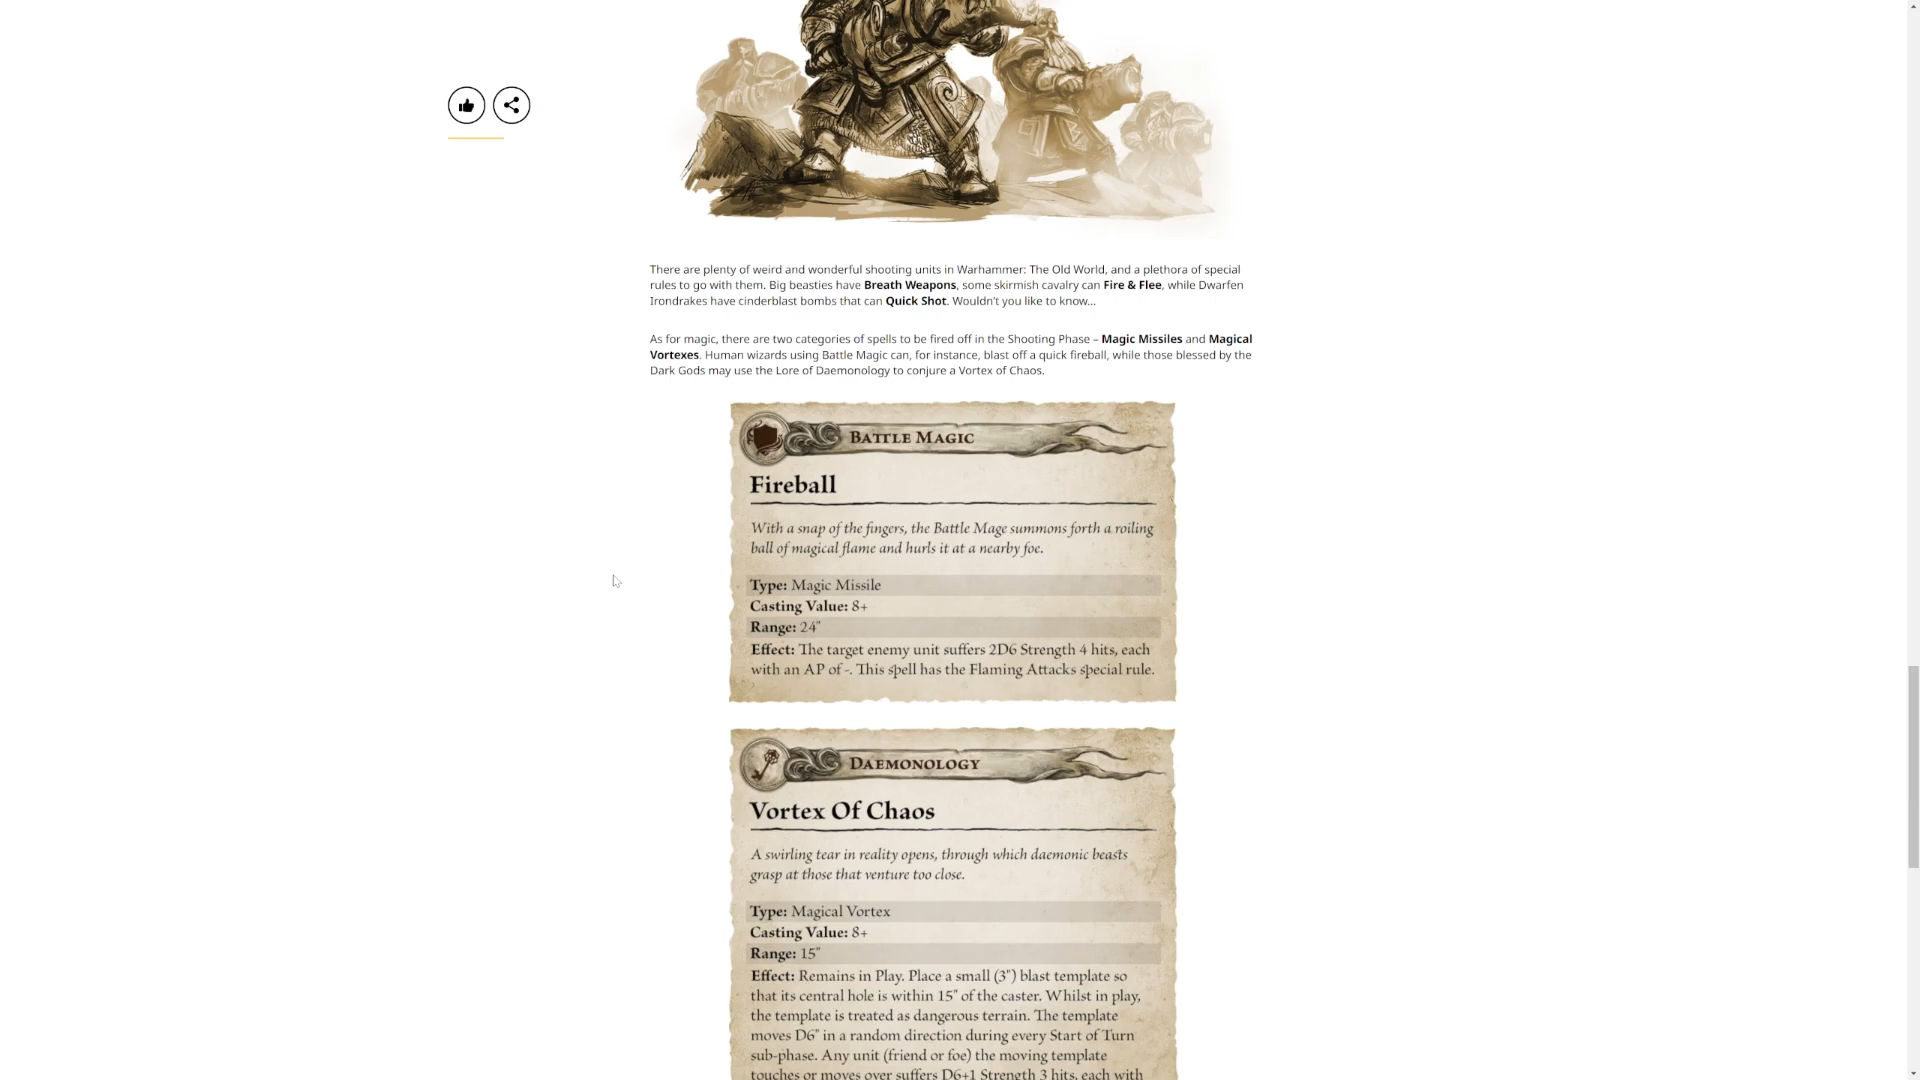 There are plenty of weird and wonderful shooting units in Warhammer: The Old World, and a plethora of special
rules to go with them. Big beasties have Breath Weapons, some skirmish cavalry can Fire & Flee, while Dwarfen
Irondrakes have cinderblast bombs that can Quick Shot. Wouldn't you like to know...
As for magic, there are two categories of spells to be fired off in the Shooting Phase – Magic Missiles and Magical
Vortexes. Human wizards using Battle Magic can, for instance, blast off a quick fireball, while those blessed by the
Dark Gods may use the Lore of Daemonology to conjure a Vortex of Chaos.
Battle Magic
Fireball
With a snap of the fingers, the Battle Mage summons forth a roiling
ball of magical flame and hurls it at a nearby foe.
Type: Magic Missile
Casting Value: 8+
Range: 24"
Effect: The target enemy unit suffers 2D6 Strength 4 hits, each
with an AP of -. This spell has the Flaming Attacks special rule.
Daemonology
Vortex Of Chaos
A swirling tear in reality opens, through which daemonic beasts
grasp at those that venture too close.
Type: Magical Vortex
Casting Value: 8+
Range: 15"
Effect: Remains in Play. Place a small (3") blast template so
that its central hole is within 15" of the caster. Whilst in play,
the template is treated as dangerous terrain. The template
moves D6" in a random direction during every Start of Turn
sub-phase. Any unit (friend or foe) the moving template
touches or moves over suffers D6+1 Strength 3 hits, each with